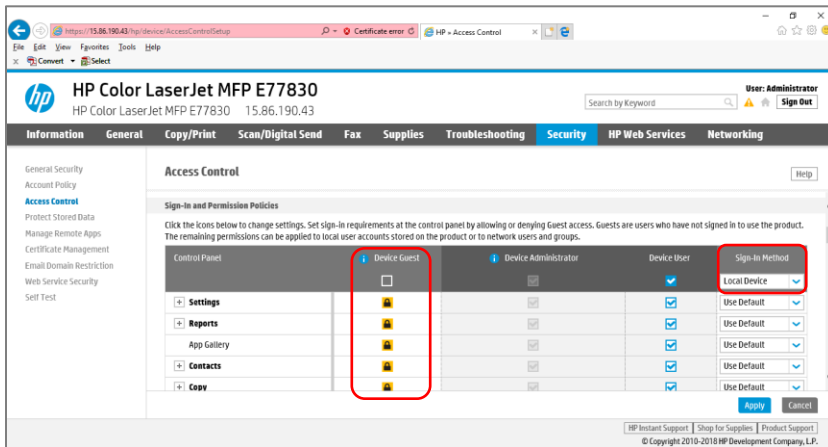 https://15.86.190.43/hp/device/AccessControlSetup Certificate error HP > Access Control
File Edit View Favorites Tools Help
x Convert Select
hp HP Color LaserJet MFP E77830 User: Administrator
HP Color LaserJet MFP E77830 15.86.190.43 Search by Keyword Sign Out
Information General Copy/Print Scan/Digital Send Fax Supplies Troubleshooting Security HP Web Services Networking
General Security
Account Policy
Access Control
Protect Stored Data
Manage Remote Apps
Certificate Management
Email Domain Restriction
Web Service Security
Self Test
Access Control Help
Sign-In and Permission Policies
Click the icons below to change settings. Set sign-in requirements at the control panel by allowing or denying Guest access. Guests are users who have not signed in to use the product.
The remaining permissions can be applied to local user accounts stored on the product or to network users and groups.
Control Panel Device Guest Device Administrator Device User Sign-In Method
Local Device
Settings Use Default
Reports Use Default
App Gallery Use Default
Contacts Use Default
Copy Use Default
Apply Cancel
HP Instant Support Shop for Supplies Product Support
© Copyright 2010-2018 HP Development Company, L.P.